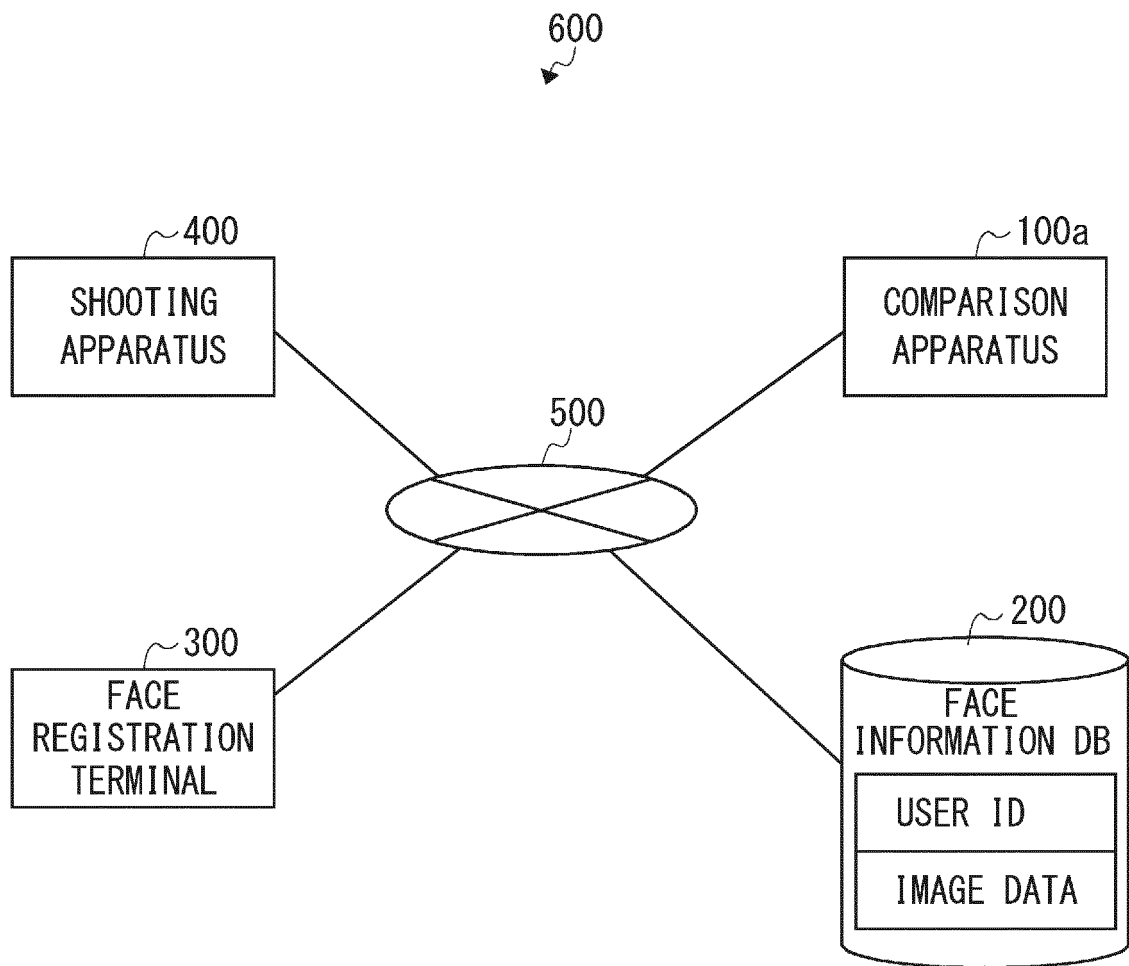 600
400
SHOOTING
APPARATUS
100a
COMPARISON
APPARATUS
500
300
FACE
REGISTRATION
TERMINAL
200
FACE
INFORMATION DB
USER ID
IMAGE DATA